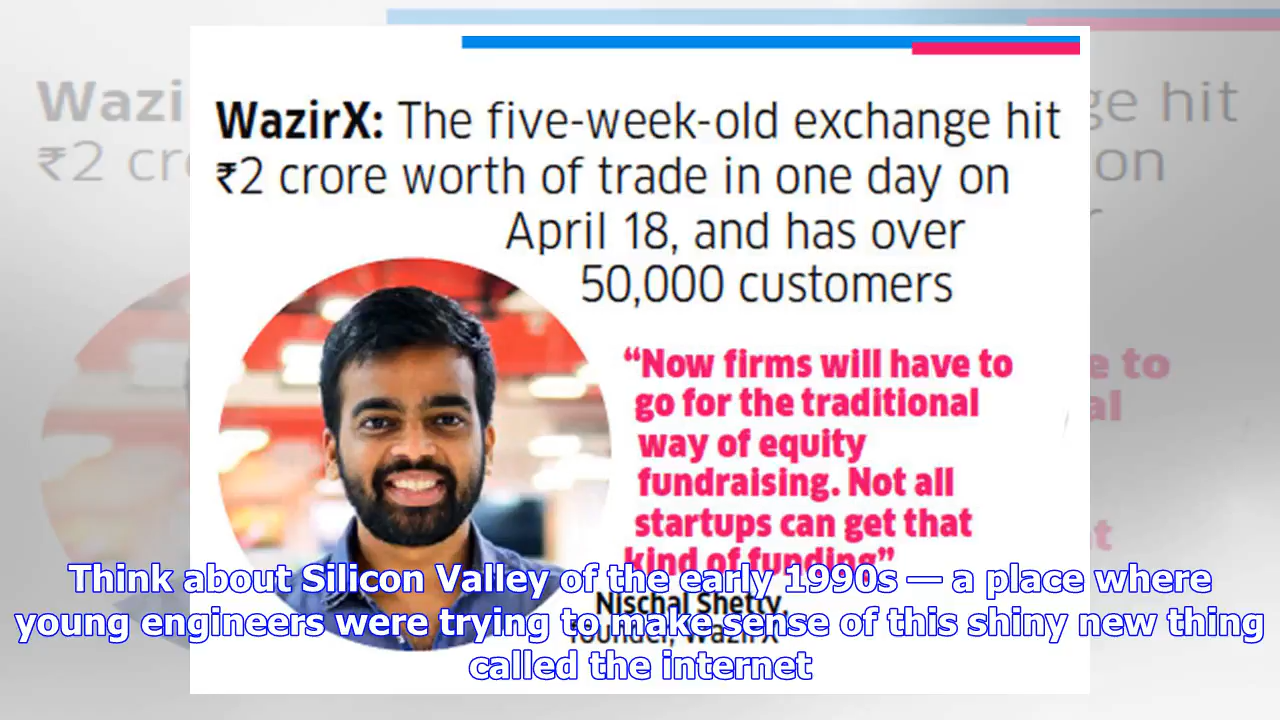 WazirX: The five-week-old exchange hit
₹2 crore worth of trade in one day on
April 18, and has over
50,000 customers
“Now firms will have to
go for the traditional
way of equity
fundraising. Not all
startups can get that
kind of funding”
Nischal Shetty,
founder, WazirX
Think about Silicon Valley of the early 1990s — a place where
young engineers were trying to make sense of this shiny new thing
called the internet